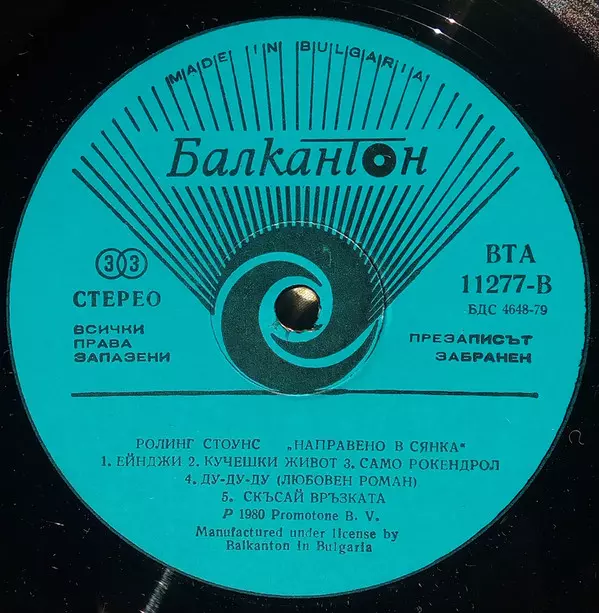 MADE IN BULGARIA
Балкантон
33
СТЕРЕО
ВТА
11277-В
БДС 4648-79
ВСИЧКИ
ПРАВА
ЗАПАЗЕНИ
ПРЕЗАПИСЪТ
ЗАБРАНЕН
РОЛИНГ СТОУНС „НАПРАВЕНО В СЯНКА"
1. ЕЙНДЖИ 2. КУЧЕШКИ ЖИВОТ 3. САМО РОКЕНДРОЛ
4. ДУ-ДУ-ДУ (ЛЮБОВЕН РОМАН)
5. СКЪСАЙ ВРЪЗКАТА
P 1980 Promotone B. V.
Manufactured under license by
Balkanton in Bulgaria